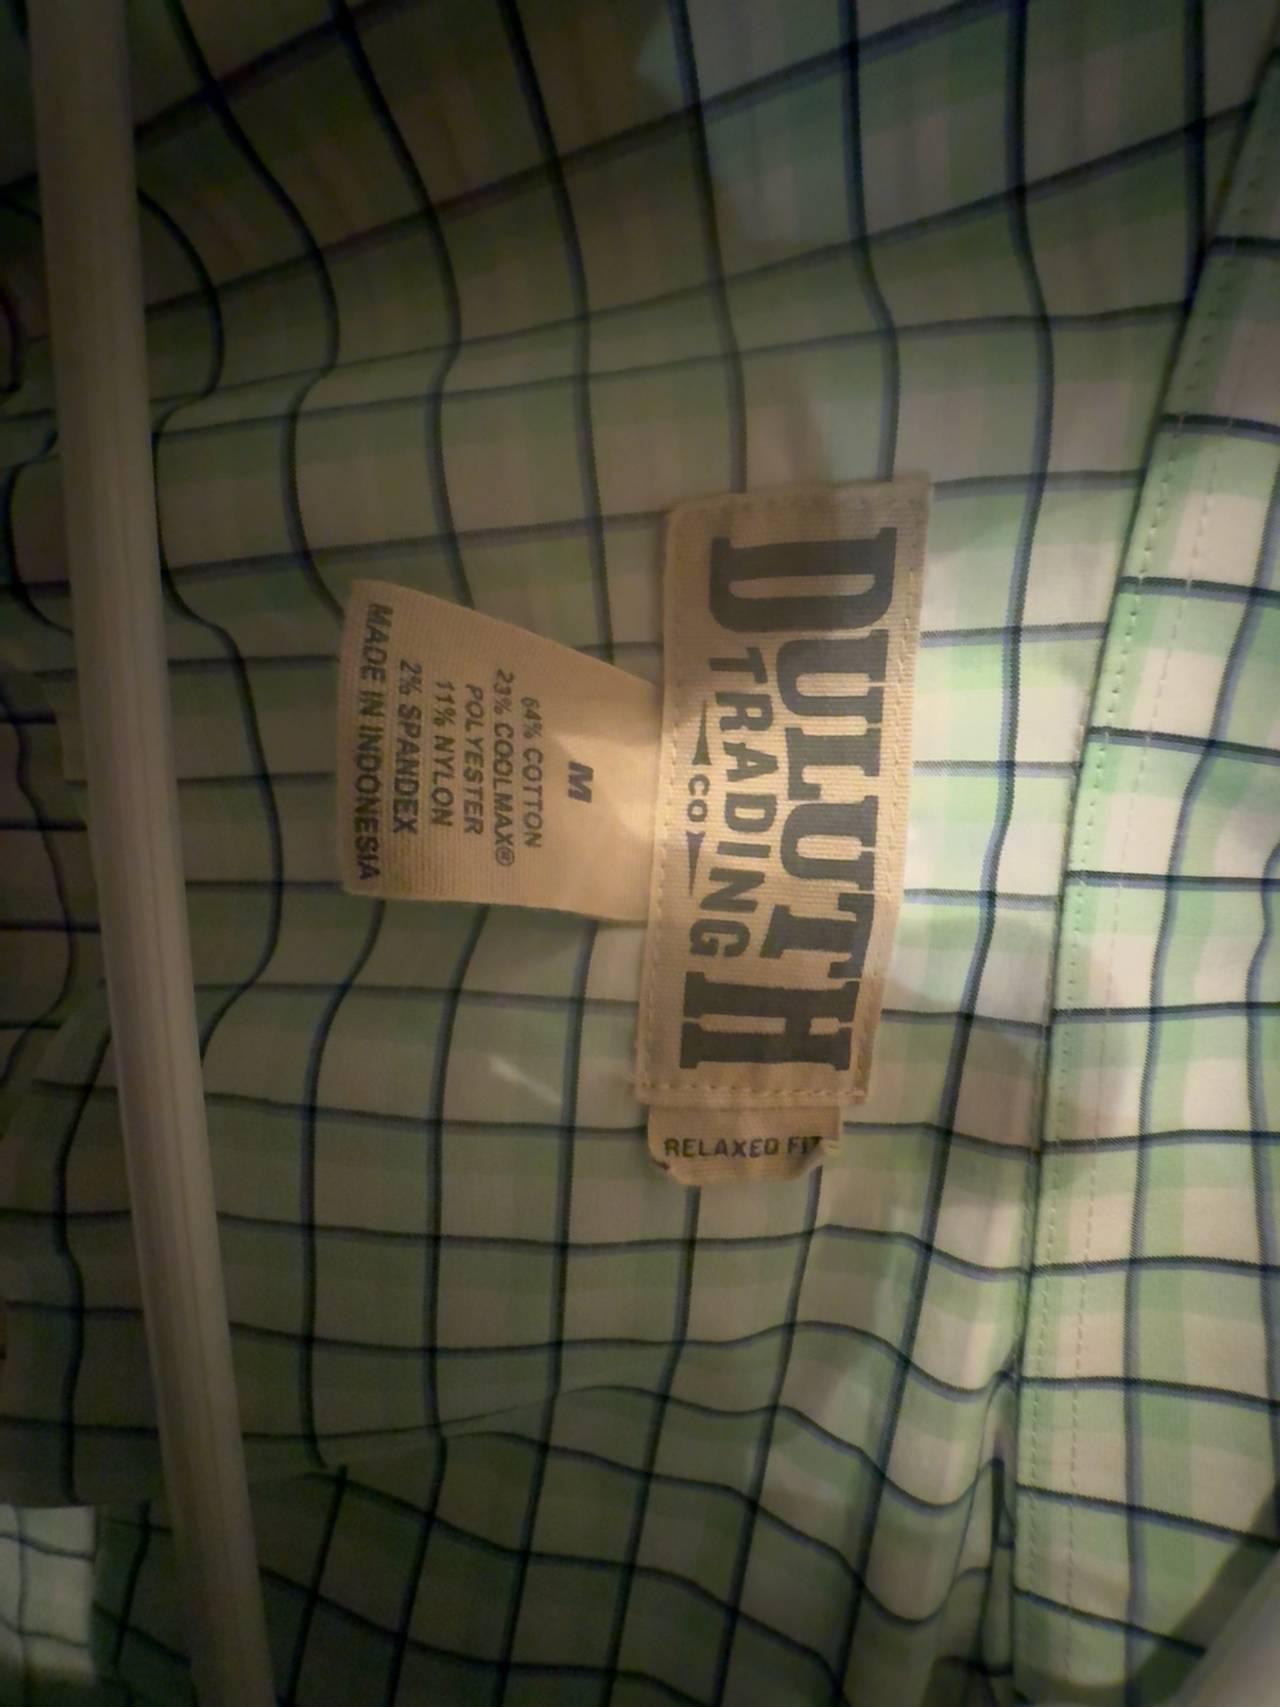 DULUTH
TRADING
CO
RELAXED FIT
M
64% COTTON
23% COOLMAX®
POLYESTER
11% NYLON
2% SPANDEX
MADE IN INDONESIA